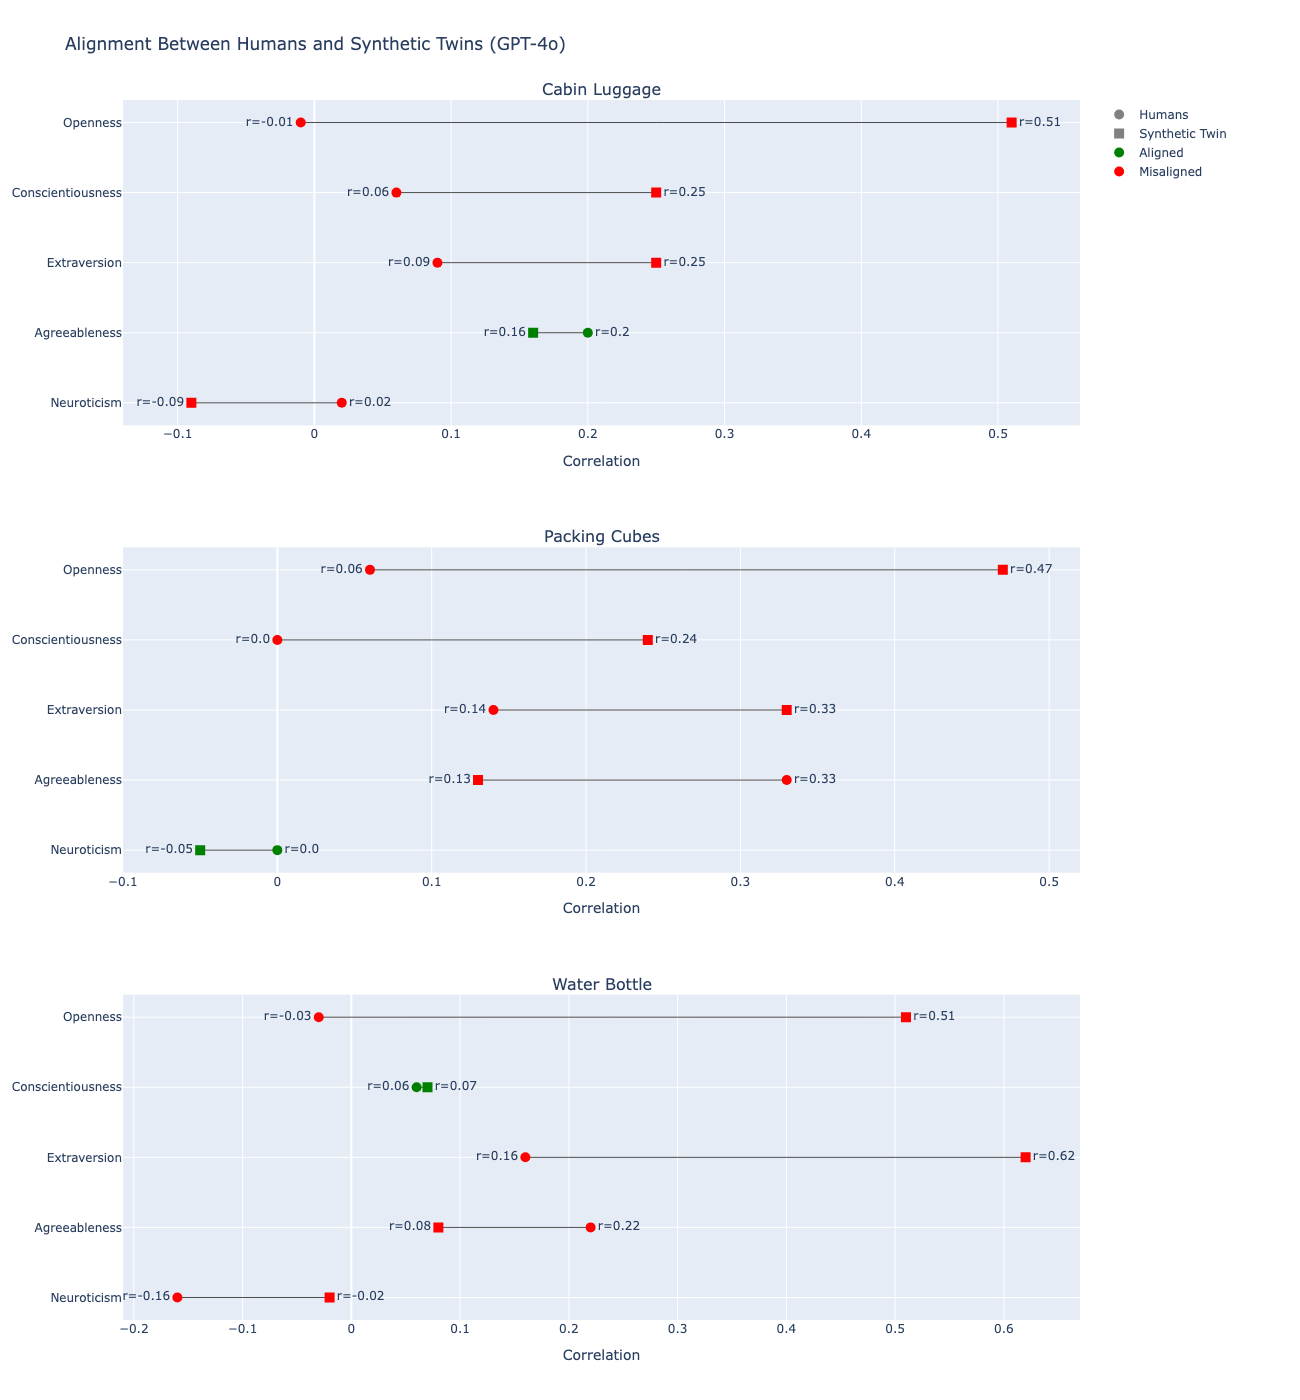 Alignment Between Humans and Synthetic Twins (GPT-4o)
Cabin Luggage
Humans
Synthetic Twin
Aligned
Misaligned
Openness r=-0.01 r=0.51
Conscientiousness r=0.06 r=0.25
Extraversion r=0.09 r=0.25
Agreeableness r=0.16 r=0.2
Neuroticism r=-0.09 r=0.02
−0.1 0 0.1 0.2 0.3 0.4 0.5
Correlation
Packing Cubes
Openness r=0.06 r=0.47
Conscientiousness r=0.0 r=0.24
Extraversion r=0.14 r=0.33
Agreeableness r=0.13 r=0.33
Neuroticism r=-0.05 r=0.0
−0.1 0 0.1 0.2 0.3 0.4 0.5
Correlation
Water Bottle
Openness r=-0.03 r=0.51
Conscientiousness r=0.06 r=0.07
Extraversion r=0.16 r=0.62
Agreeableness r=0.08 r=0.22
Neuroticism r=-0.16 r=-0.02
−0.2 −0.1 0 0.1 0.2 0.3 0.4 0.5 0.6
Correlation